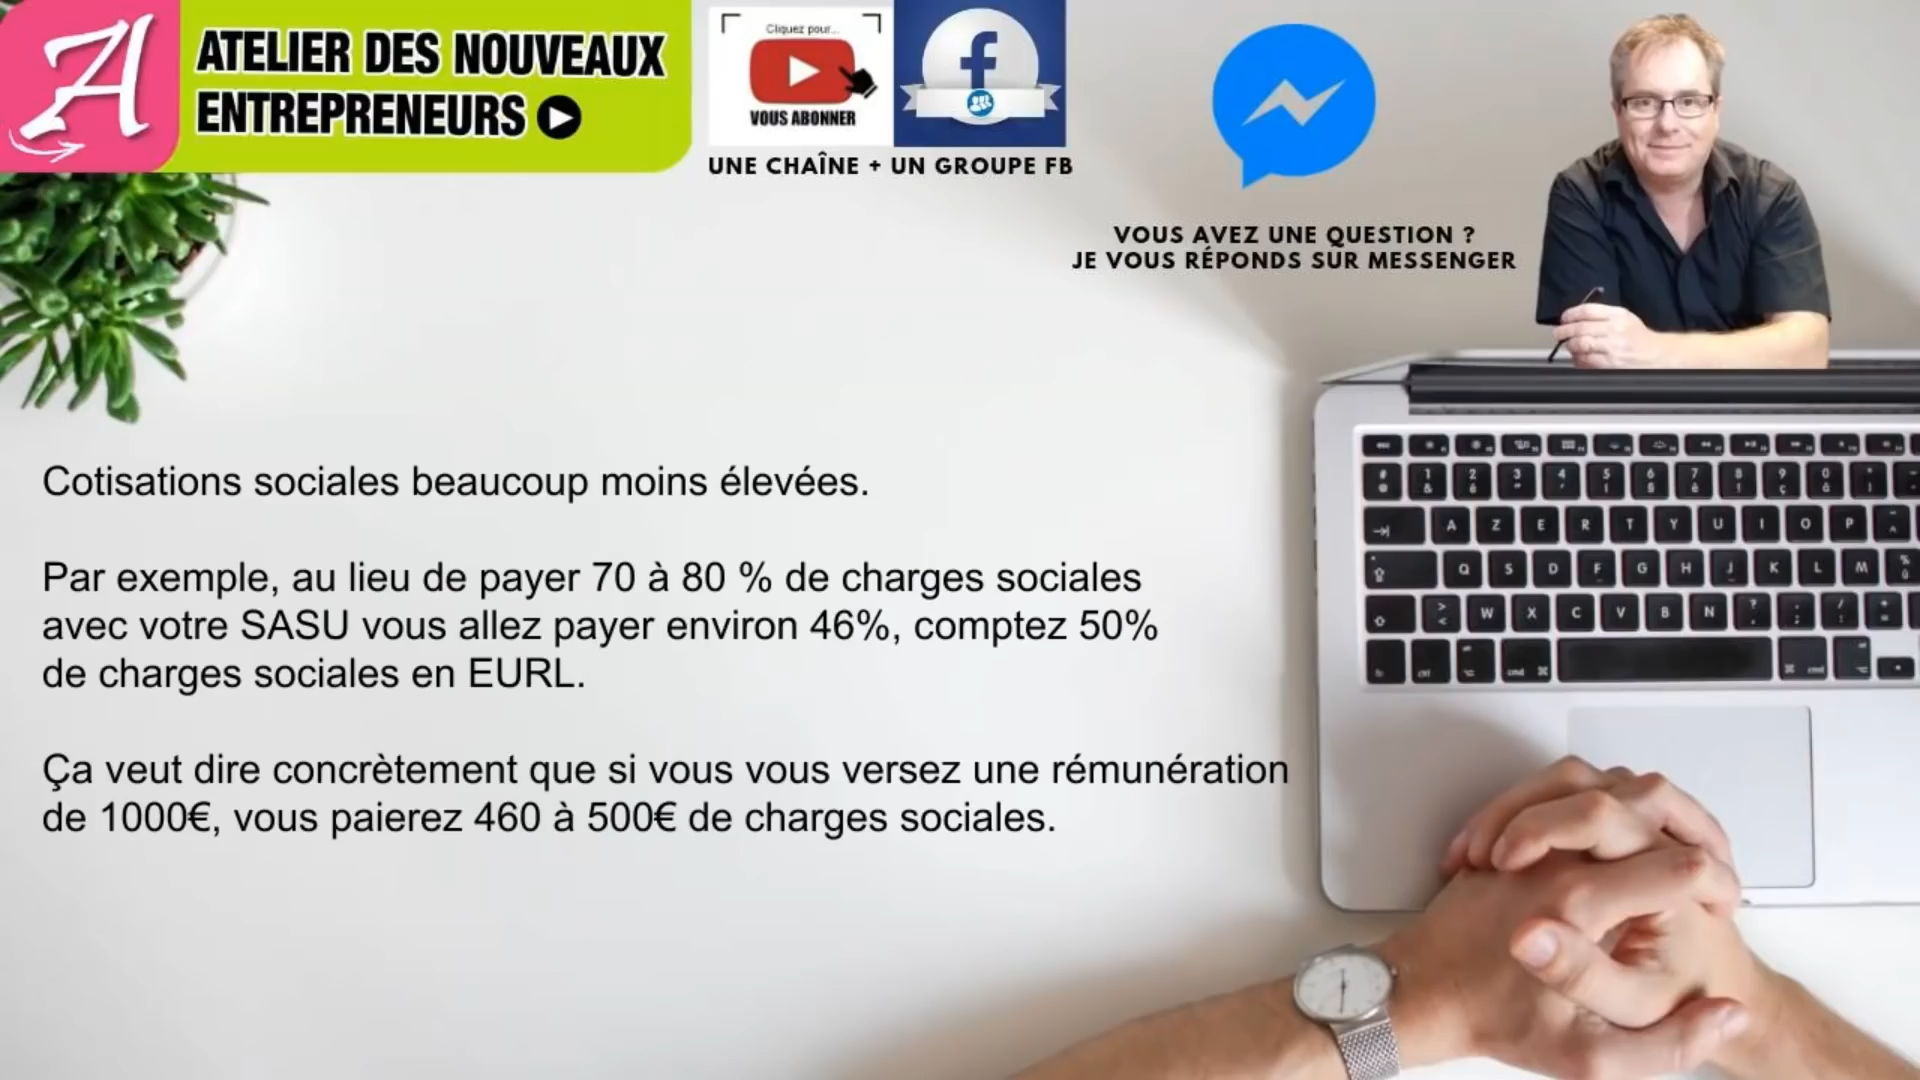 A
ATELIER DES NOUVEAUX
ENTREPRENEURS
Cliquez pour...
VOUS ABONNER
f
UNE CHAÎNE + UN GROUPE FB
VOUS AVEZ UNE QUESTION ?
JE VOUS RÉPONDS SUR MESSENGER
Cotisations sociales beaucoup moins élevées.
Par exemple, au lieu de payer 70 à 80 % de charges sociales
avec votre SASU vous allez payer environ 46%, comptez 50%
de charges sociales en EURL.
Ça veut dire concrètement que si vous vous versez une rémunération
de 1000€, vous paierez 460 à 500€ de charges sociales.
A Z E R T Y U I O P
Q S D F G H J K L M
W X C V B N